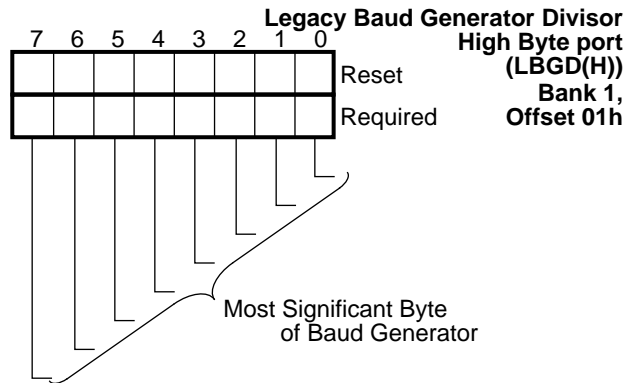 Legacy Baud Generator Divisor
High Byte port
(LBGD(H))
Bank 1,
Offset 01h
7 6 5 4 3 2 1 0
Reset
Required
Most Significant Byte
of Baud Generator